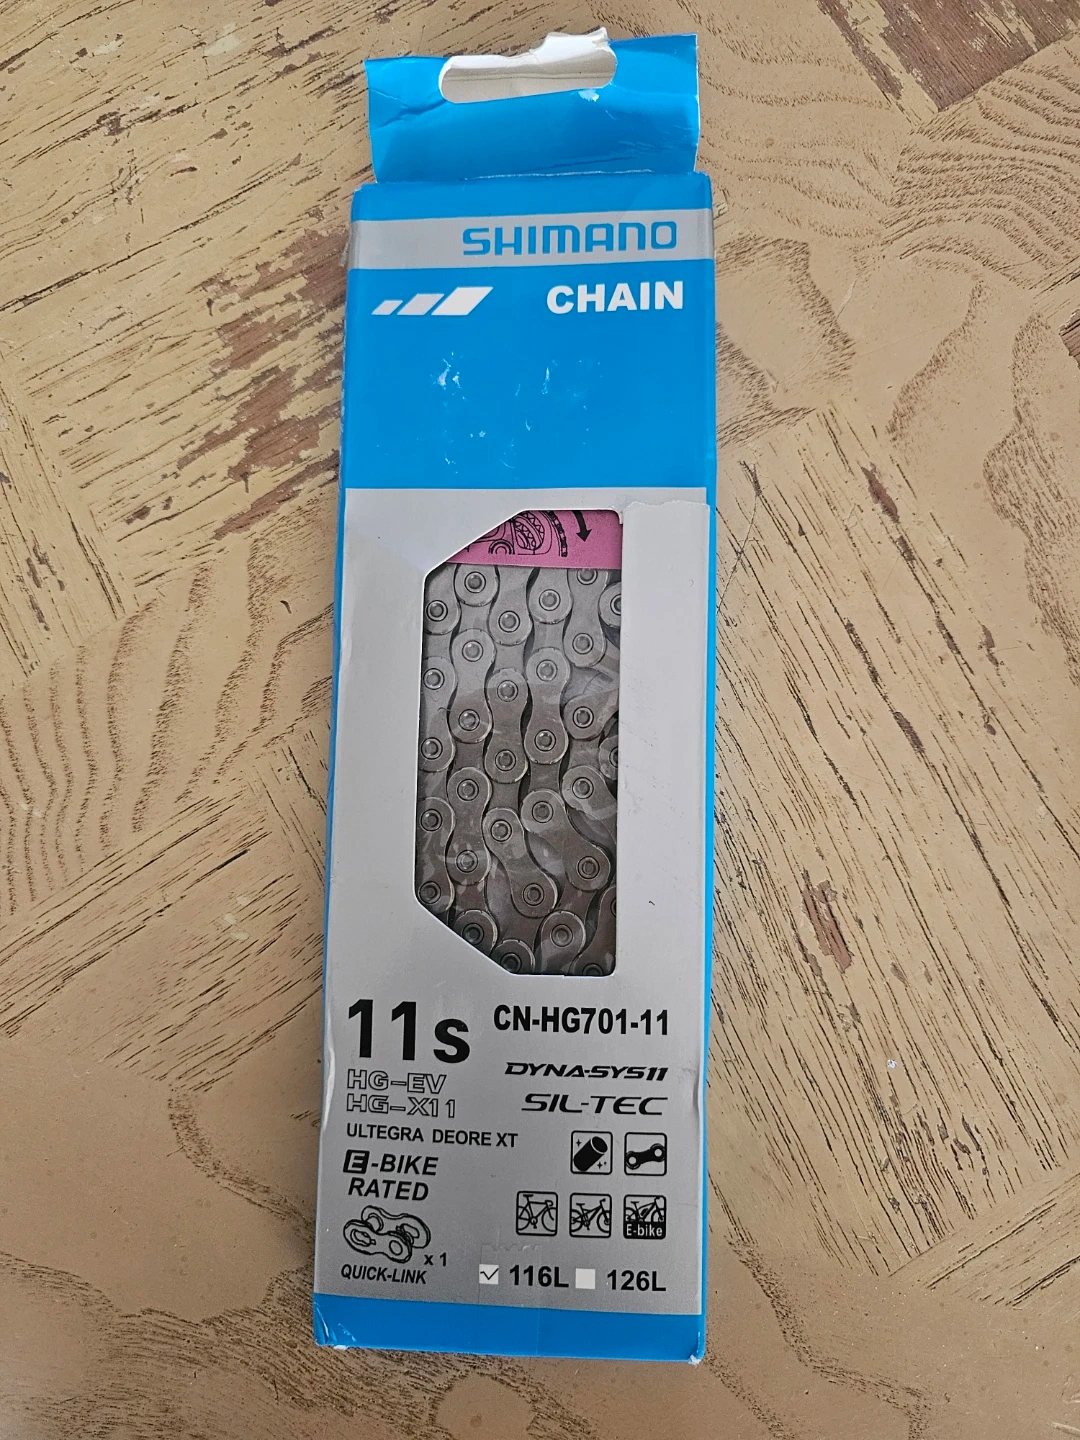 SHIMANO
CHAIN
11s
CN-HG701-11
HG-EV
HG-X11
DYNA-SYS11
SIL-TEC
ULTEGRA DEORE XT
E-BIKE
RATED
E-bike
x 1
QUICK-LINK
116L 126L